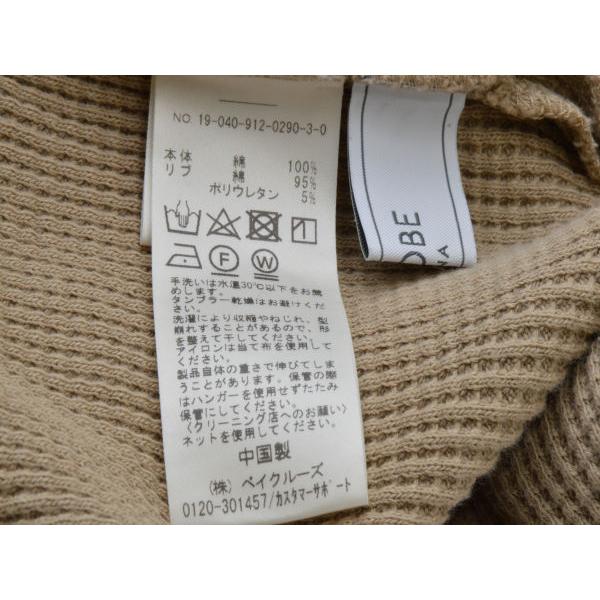 NO. 19-040-912-0290-3-0
本体 綿 100%
リブ 綿 95%
ポリウレタン 5%
F W
手洗いは水温30℃以下をお薦
めします。
タンブラー乾燥はお避けくだ
さい。
洗濯により収縮やねじれ、型
崩れすることがあるので、形
を整えて干してください。
アイロンは当て布を使用して
ください。
製品自体の重さで伸びてしま
うことがあります。保管の際
はハンガーを使用せずたたみ
保管にしてください。
〈クリーニング店へのお願い〉
ネットを使用してください。
中国製
(株) ベイクルーズ
0120-301457/カスタマーサポート
OBE
NA